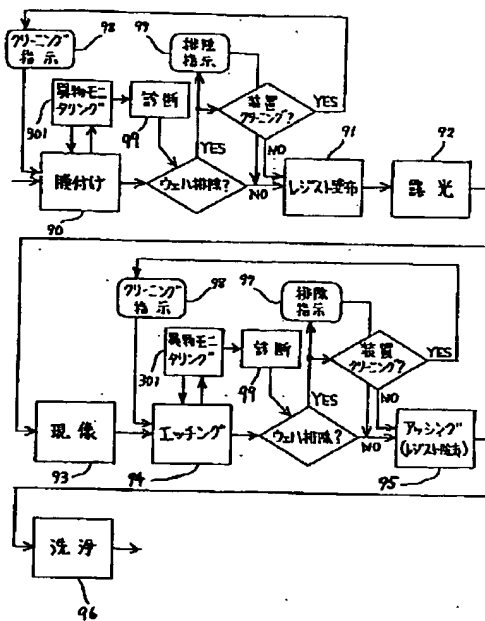 クリーニング
指示
98
99
排除
指示
異物モニ
タリング
301
診断
99
装置
クリーニング?
YES
YES
NO
NO
膜付け
90
ウェハ排除?
レジスト塗布
91
露光
92
クリーニング
指示
98
97
排除
指示
異物モニ
タリング
301
診断
99
装置
クリーニング?
YES
YES
NO
NO
現像
93
エッチング
94
ウェハ排除?
アッシング
(レジスト除去)
95
洗浄
96